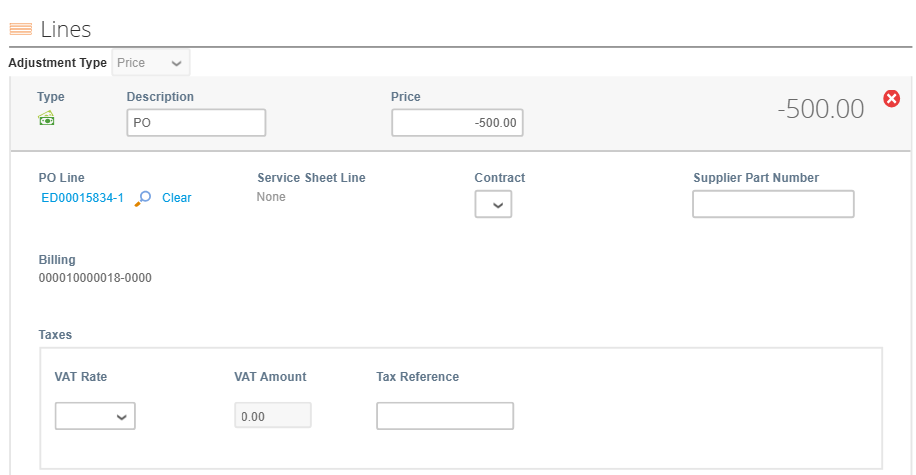 Lines
Adjustment Type Price
Type Description Price
PO -500.00 -500.00
PO Line Service Sheet Line Contract Supplier Part Number
ED00015834-1 Clear None
Billing
000010000018-0000
Taxes
VAT Rate VAT Amount Tax Reference
0.00